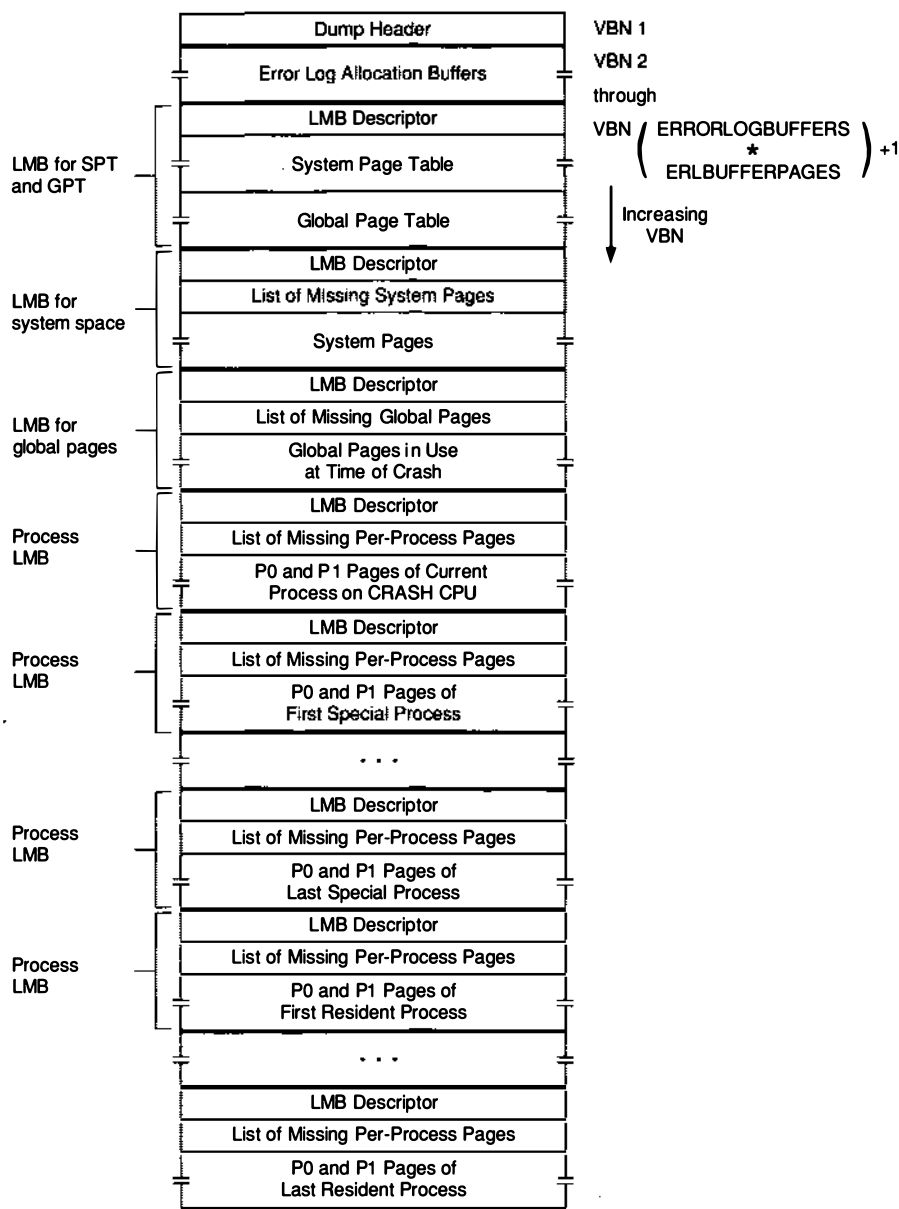 Dump Header
VBN 1
Error Log Allocation Buffers
VBN 2
through
VBN ( ERRORLOGBUFFERS * ERLBUFFERPAGES ) +1
Increasing
VBN
LMB for SPT
and GPT
LMB Descriptor
System Page Table
Global Page Table
LMB for
system space
LMB Descriptor
List of Missing System Pages
System Pages
LMB for
global pages
LMB Descriptor
List of Missing Global Pages
Global Pages in Use
at Time of Crash
Process
LMB
LMB Descriptor
List of Missing Per-Process Pages
P0 and P1 Pages of Current
Process on CRASH CPU
Process
LMB
LMB Descriptor
List of Missing Per-Process Pages
P0 and P1 Pages of
First Special Process
. . .
Process
LMB
LMB Descriptor
List of Missing Per-Process Pages
P0 and P1 Pages of
Last Special Process
Process
LMB
LMB Descriptor
List of Missing Per-Process Pages
P0 and P1 Pages of
First Resident Process
. . .
LMB Descriptor
List of Missing Per-Process Pages
P0 and P1 Pages of
Last Resident Process